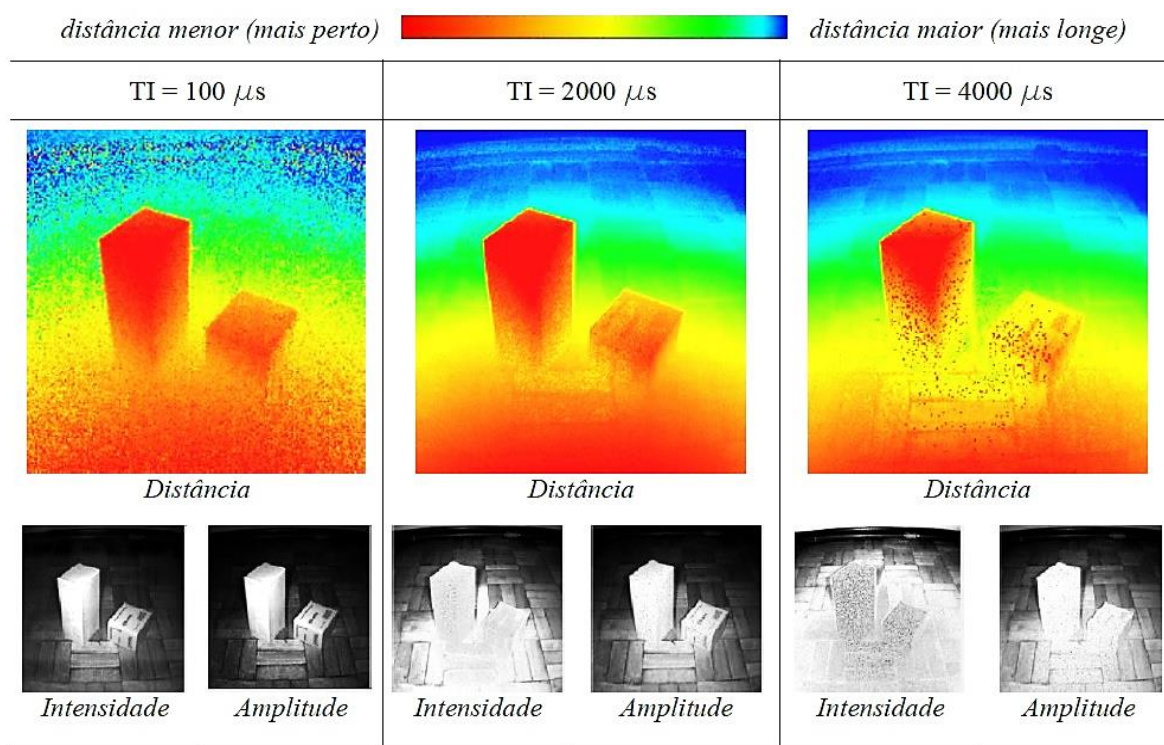 distância menor (mais perto) distância maior (mais longe)
TI = 100 μs TI = 2000 μs TI = 4000 μs
Distância Distância Distância
Intensidade Amplitude Intensidade Amplitude Intensidade Amplitude